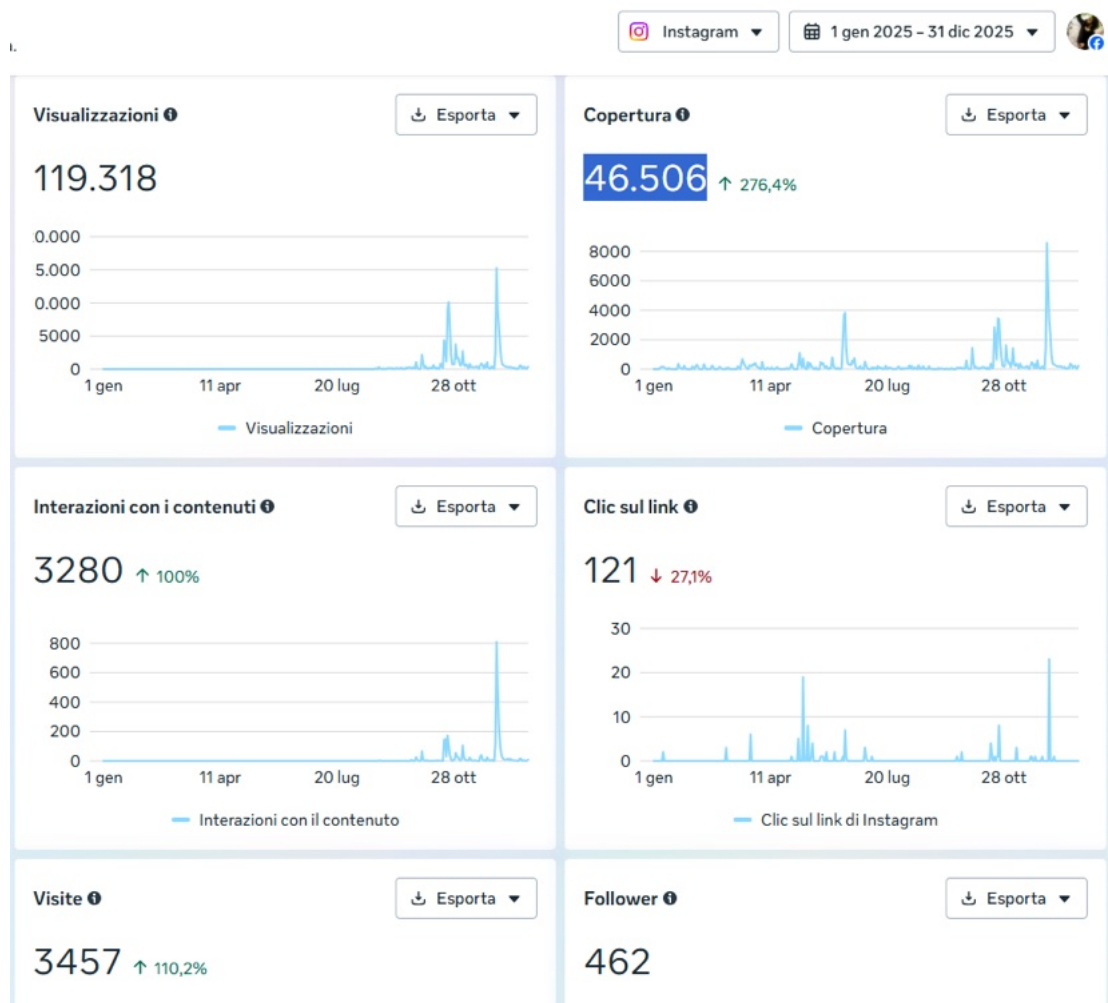 ı.
Instagram
1 gen 2025 – 31 dic 2025
Visualizzazioni
Esporta
119.318
0.000
5.000
0.000
5000
0
1 gen
11 apr
20 lug
28 ott
Visualizzazioni
Copertura
Esporta
46.506 ↑ 276,4%
8000
6000
4000
2000
0
1 gen
11 apr
20 lug
28 ott
Copertura
Interazioni con i contenuti
Esporta
3280 ↑ 100%
800
600
400
200
0
1 gen
11 apr
20 lug
28 ott
Interazioni con il contenuto
Clic sul link
Esporta
121 ↓ 27,1%
30
20
10
0
1 gen
11 apr
20 lug
28 ott
Clic sul link di Instagram
Visite
Esporta
3457 ↑ 110,2%
Follower
Esporta
462